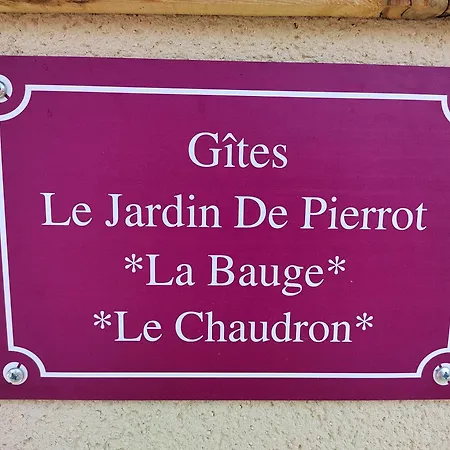 Gîtes
Le Jardin De Pierrot
*La Bauge*
*Le Chaudron*